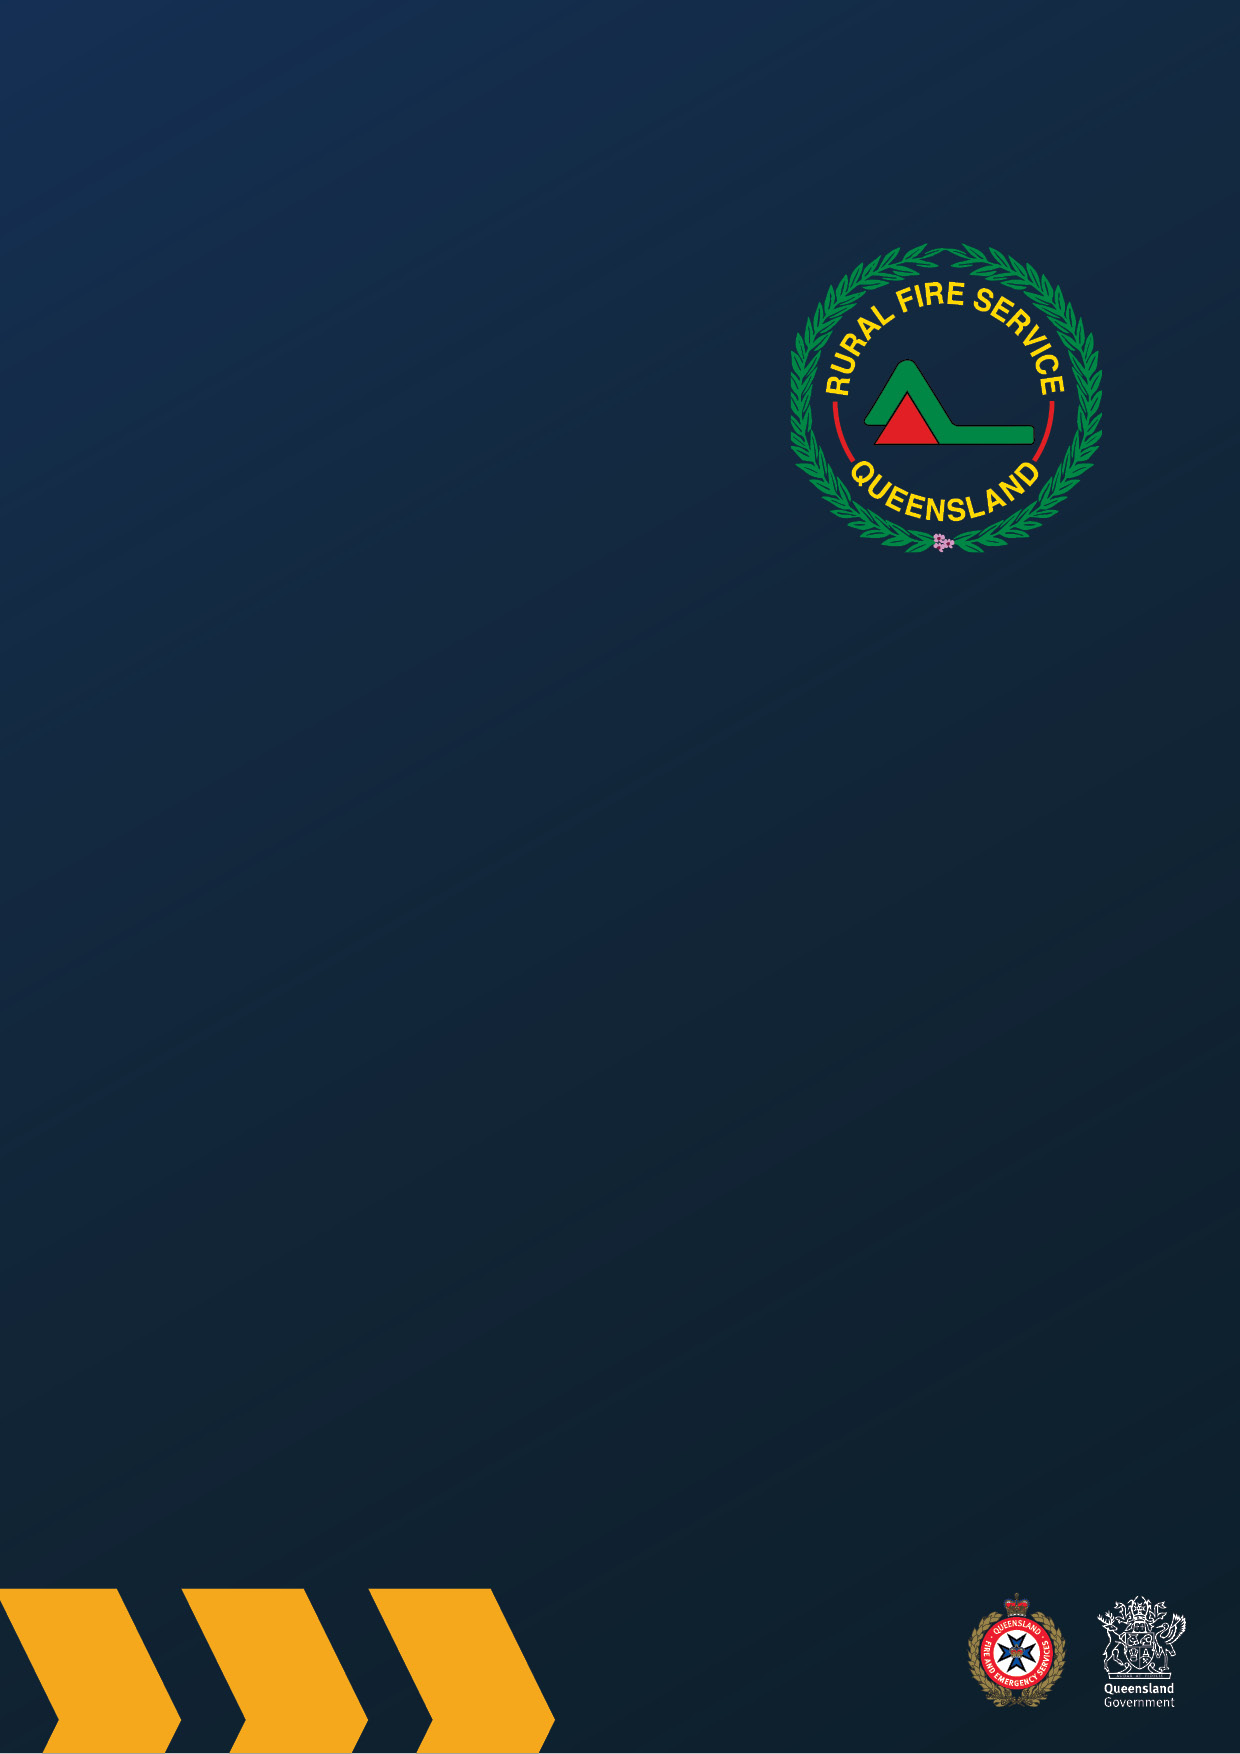 RURAL FIRE SERVICE
QUEENSLAND
· QUEENSLAND ·
FIRE AND EMERGENCY SERVICES
Queensland
Government